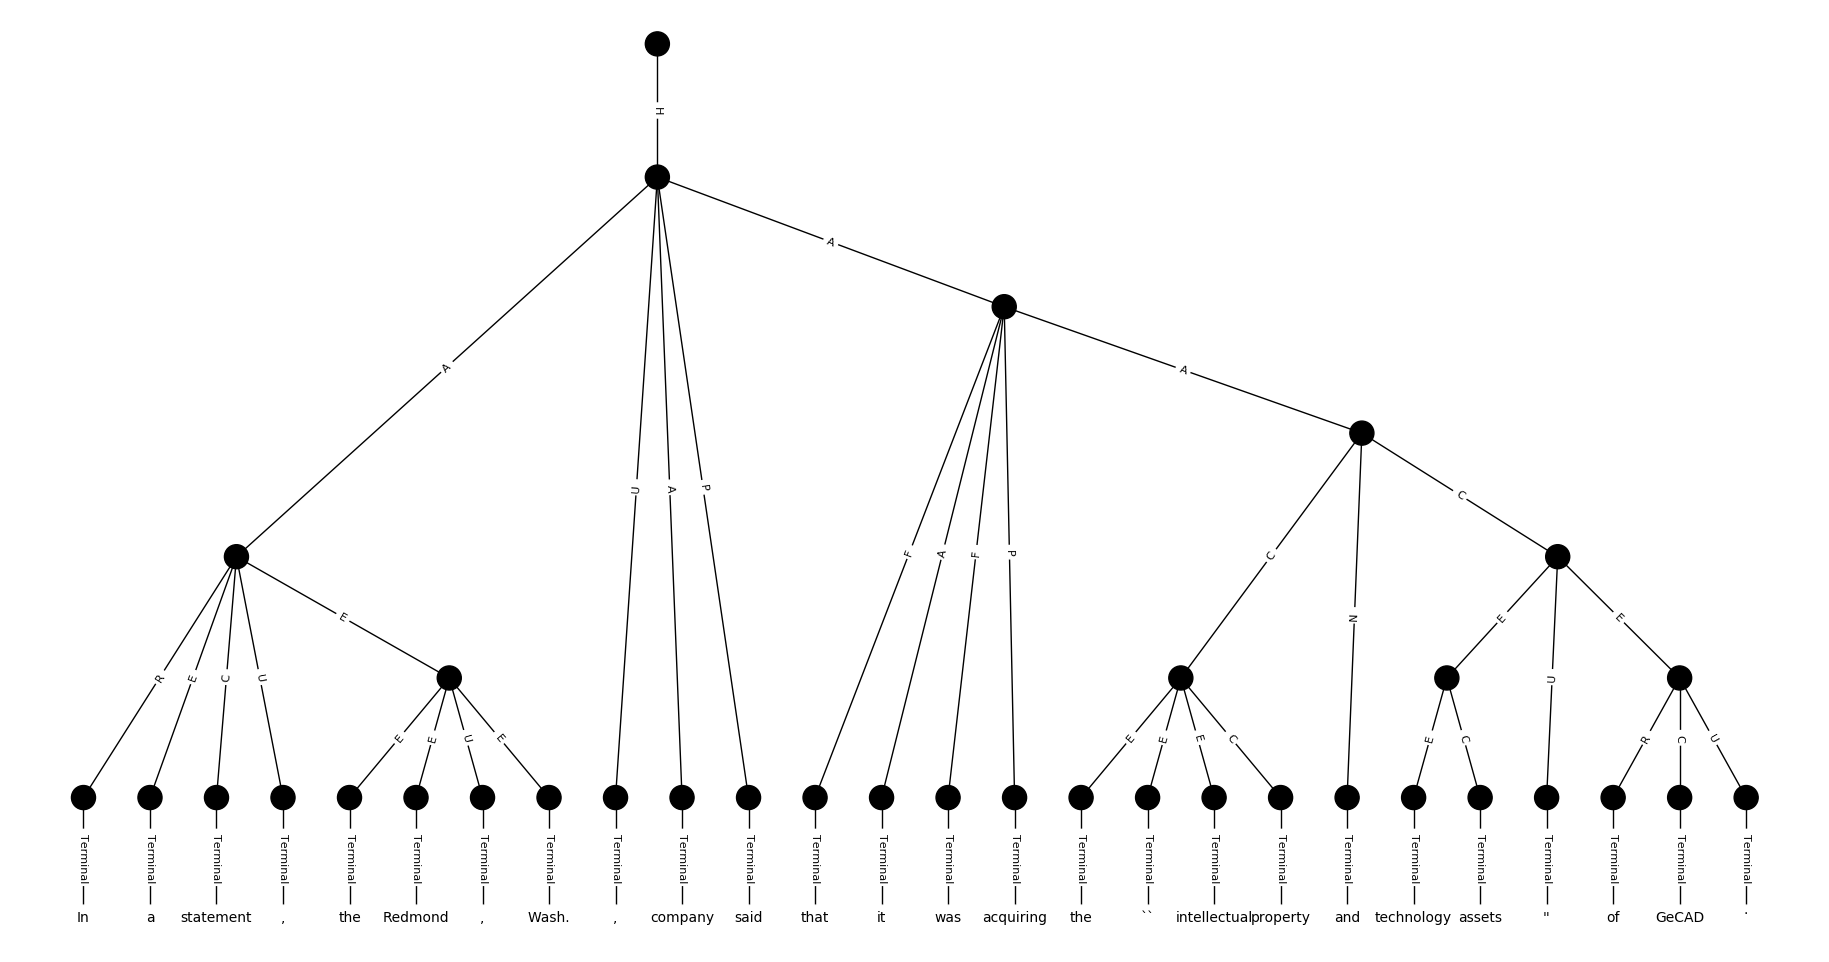 H
A
A
A
U
A
P
C
F
A
F
P
C
N
E
E
U
E
R
E
C
U
E
E
U
E
E
E
E
C
E
C
R
C
U
Terminal Terminal Terminal Terminal Terminal Terminal Terminal Terminal Terminal Terminal Terminal Terminal Terminal Terminal Terminal Terminal Terminal Terminal Terminal Terminal Terminal Terminal Terminal Terminal Terminal Terminal
In a statement , the Redmond , Wash. , company said that it was acquiring the `` intellectual property and technology assets " of GeCAD .